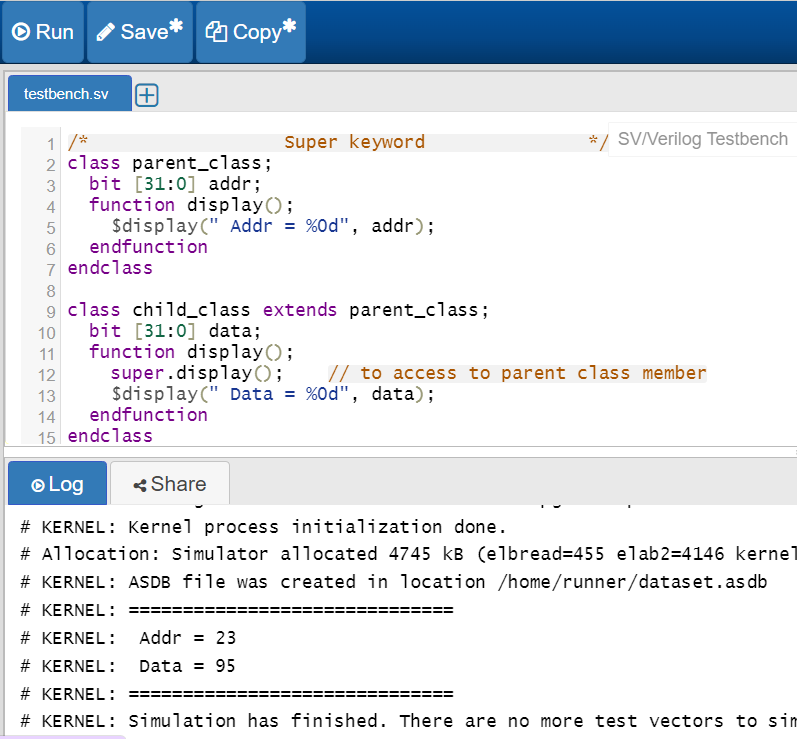 Run Save* Copy*
testbench.sv
SV/Verilog Testbench
1 /* Super keyword */
2 class parent_class;
3 bit [31:0] addr;
4 function display();
5 $display(" Addr = %0d", addr);
6 endfunction
7 endclass
8
9 class child_class extends parent_class;
10 bit [31:0] data;
11 function display();
12 super.display(); // to access to parent class member
13 $display(" Data = %0d", data);
14 endfunction
15 endclass
Log Share
# KERNEL: Kernel process initialization done.
# Allocation: Simulator allocated 4745 kB (elbread=455 elab2=4146 kernel
# KERNEL: ASDB file was created in location /home/runner/dataset.asdb
# KERNEL: ==============================
# KERNEL: Addr = 23
# KERNEL: Data = 95
# KERNEL: ==============================
# KERNEL: Simulation has finished. There are no more test vectors to sim